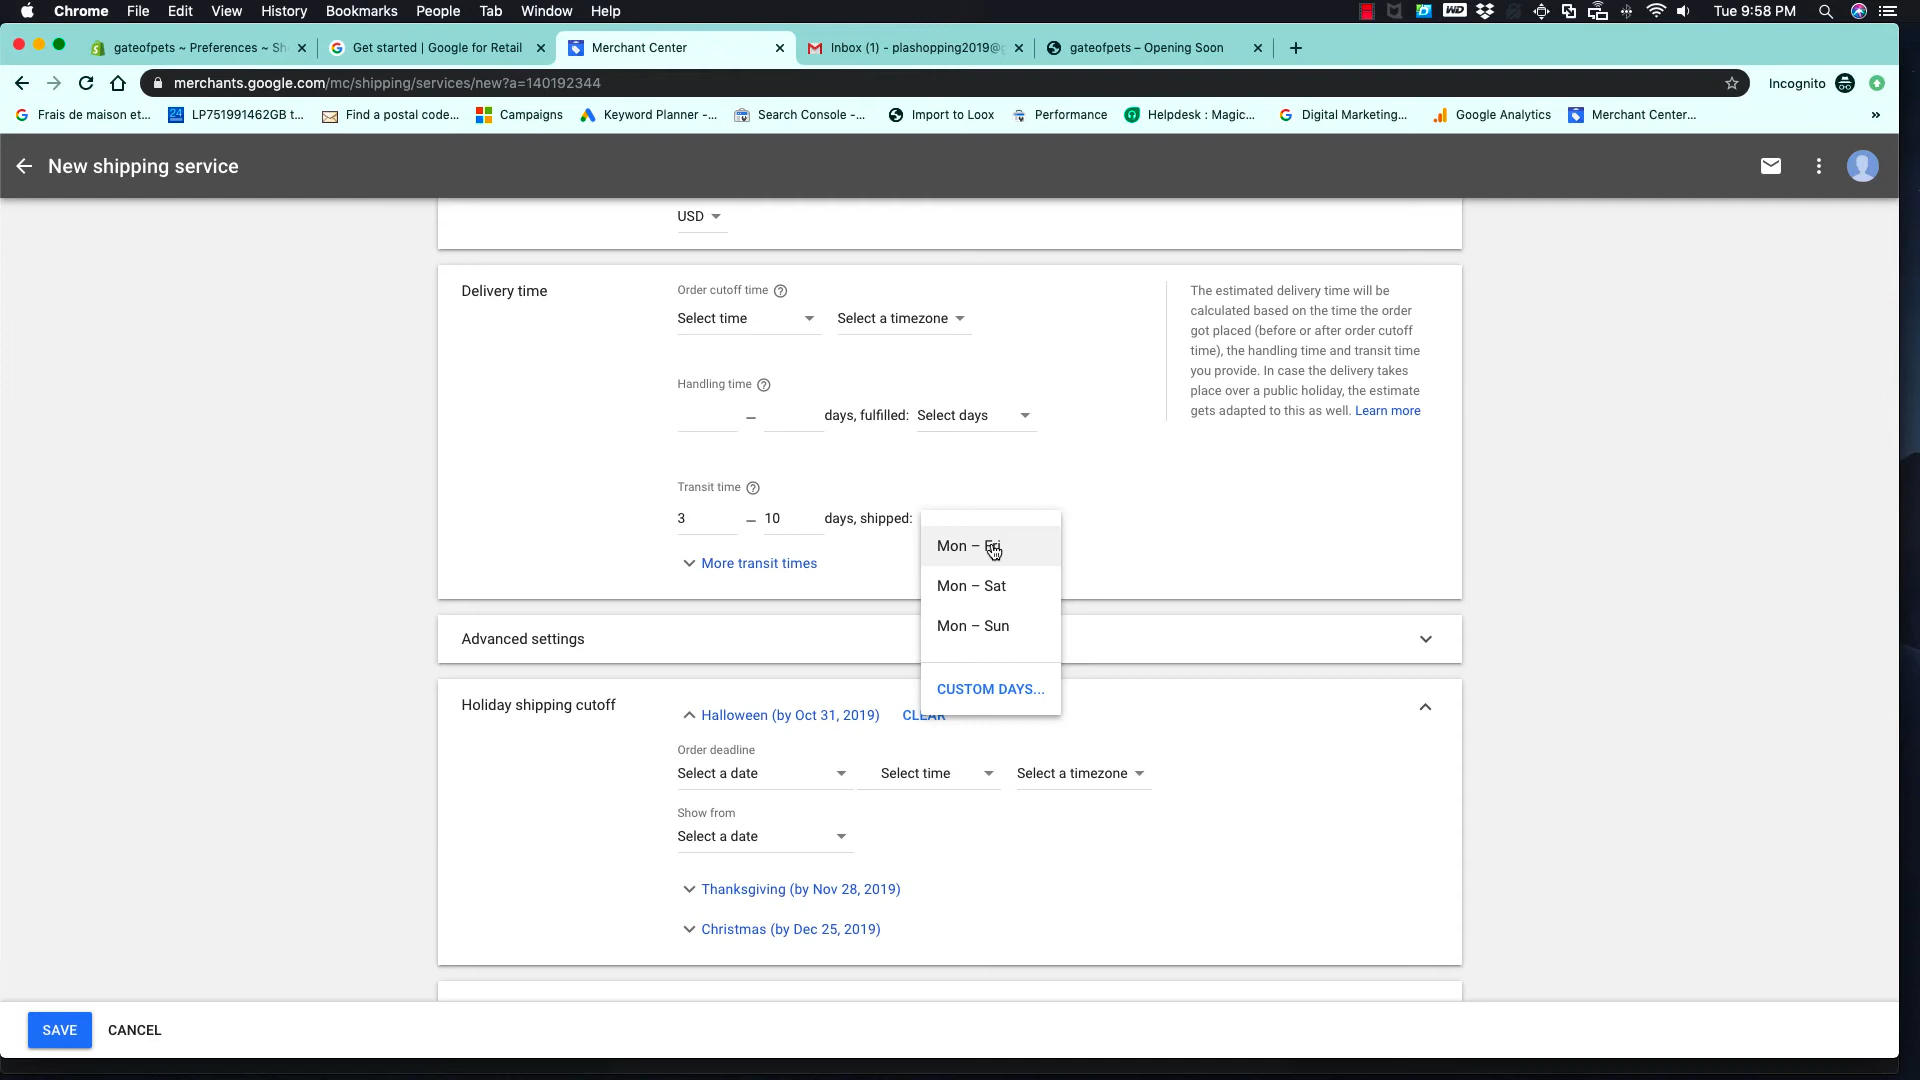 Chrome File Edit View History Bookmarks People Tab Window Help
WD
Tue 9:58 PM
gateofpets ~ Preferences ~ Sh
Get started | Google for Retail
Merchant Center
Inbox (1) - plashopping2019@g
gateofpets – Opening Soon
merchants.google.com/mc/shipping/services/new?a=140192344
Incognito
Frais de maison et...
24
LP751991462GB t...
Find a postal code...
Campaigns
Keyword Planner -...
Search Console -...
Import to Loox
Performance
Helpdesk : Magic...
Digital Marketing...
Google Analytics
Merchant Center...
»
New shipping service
USD
Delivery time
Order cutoff time ?
Select time
Select a timezone
Handling time ?
– days, fulfilled: Select days
Transit time ?
3 – 10 days, shipped:
More transit times
Mon – Fri
Mon – Sat
Mon – Sun
CUSTOM DAYS...
The estimated delivery time will be
calculated based on the time the order
got placed (before or after order cutoff
time), the handling time and transit time
you provide. In case the delivery takes
place over a public holiday, the estimate
gets adapted to this as well. Learn more
Advanced settings
Holiday shipping cutoff
Halloween (by Oct 31, 2019) CLEAR
Order deadline
Select a date
Select time
Select a timezone
Show from
Select a date
Thanksgiving (by Nov 28, 2019)
Christmas (by Dec 25, 2019)
SAVE CANCEL